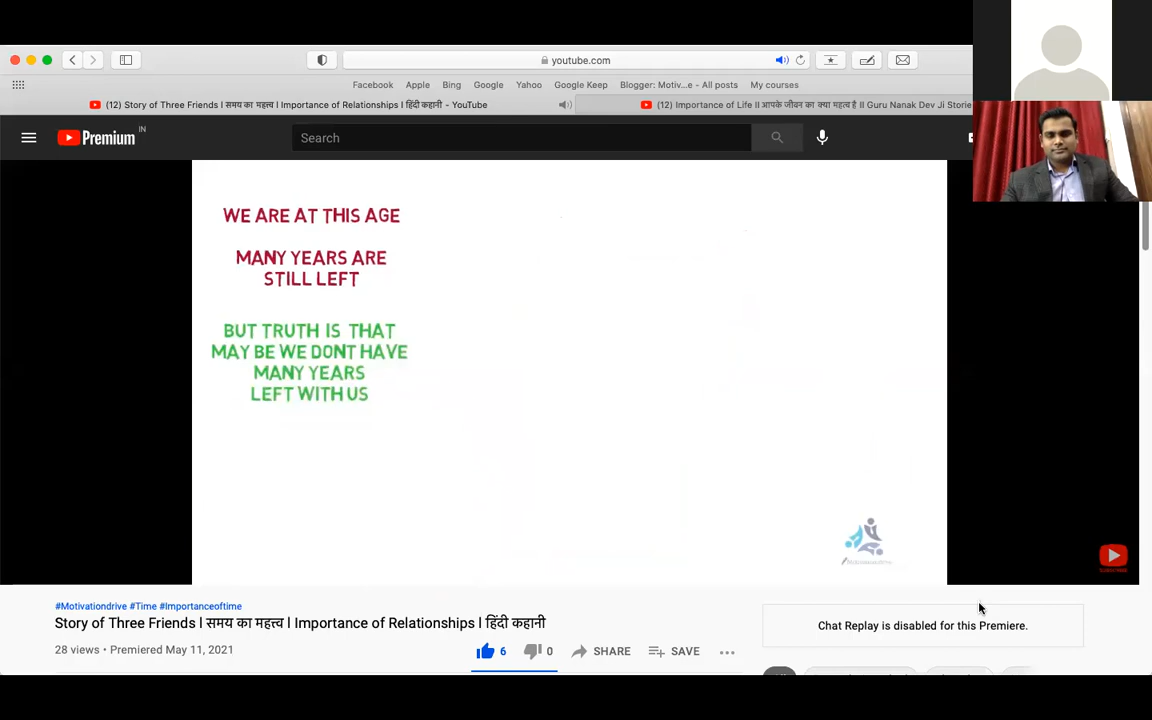 youtube.com
Facebook Apple Bing Google Yahoo Google Keep Blogger: Motiv...e - All posts My courses
(12) Story of Three Friends l समय का महत्त्व l Importance of Relationships l हिंदी कहानी - YouTube
(12) Importance of Life II आपके जीवन का क्या महत्व है II Guru Nanak Dev Ji Stories
Premium IN
Search
WE ARE AT THIS AGE
MANY YEARS ARE
STILL LEFT
BUT TRUTH IS THAT
MAY BE WE DONT HAVE
MANY YEARS
LEFT WITH US
#Motivationdrive #Time #Importanceoftime
Story of Three Friends l समय का महत्त्व l Importance of Relationships l हिंदी कहानी
28 views • Premiered May 11, 2021
6 0 SHARE SAVE
Chat Replay is disabled for this Premiere.